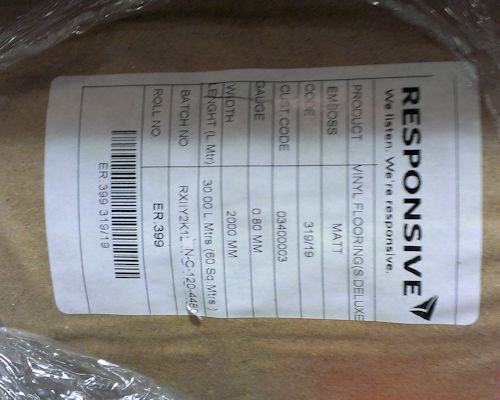 RESPONSIVE
We listen. We're responsive.
PRODUCT VINYL FLOORING(S.DELUXE
EMBOSS MATT
CODE 319/19
CUST.CODE 03400003
GAUGE 0.80 MM
WIDTH 2000 MM
LENGHT (L.Mtr) 30.00 L. Mtrs (60 Sq.Mtrs.)
BATCH NO
ROLL NO ER.399
ER 399 319/19